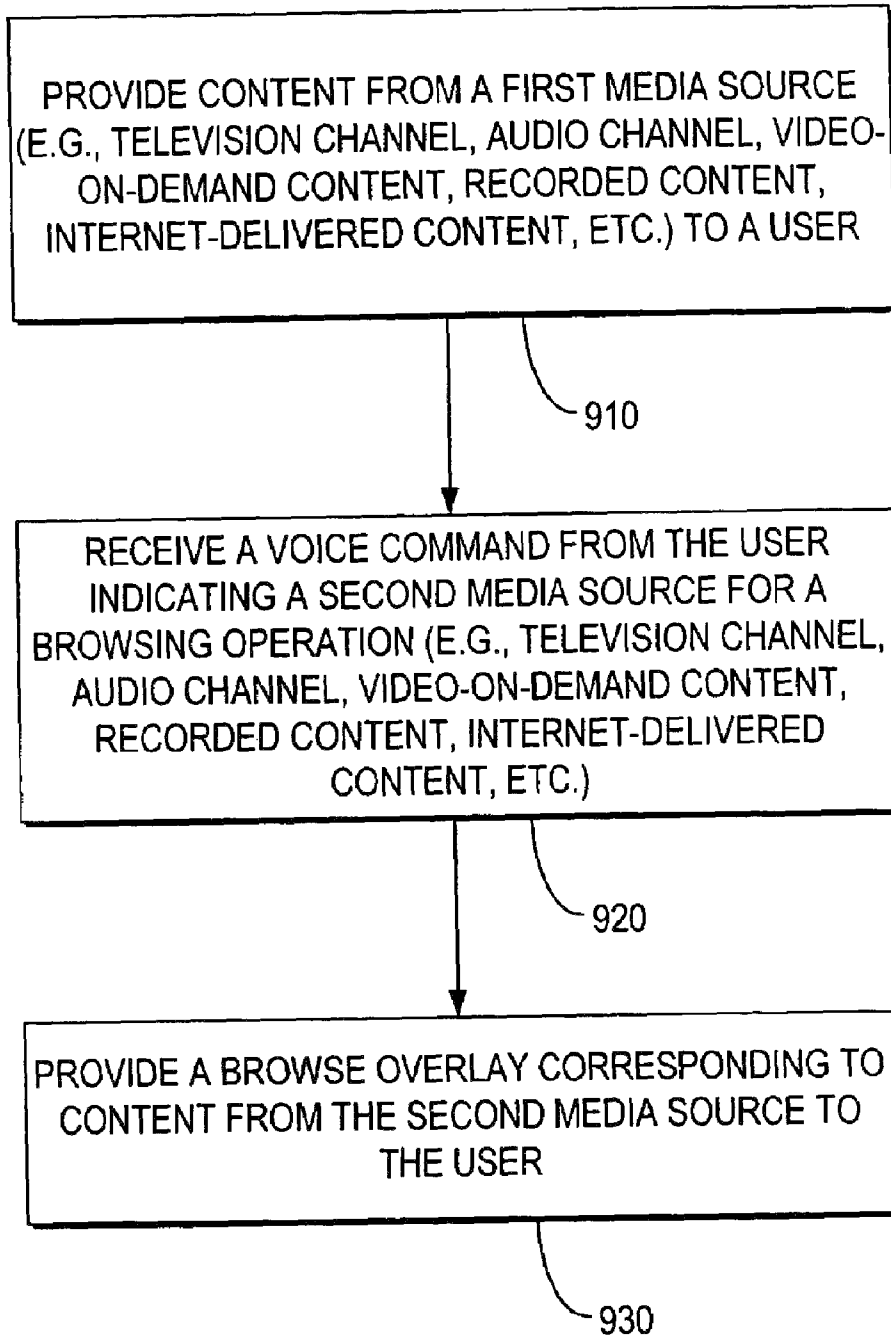 PROVIDE CONTENT FROM A FIRST MEDIA SOURCE
(E.G., TELEVISION CHANNEL, AUDIO CHANNEL, VIDEO-
ON-DEMAND CONTENT, RECORDED CONTENT,
INTERNET-DELIVERED CONTENT, ETC.) TO A USER
910
RECEIVE A VOICE COMMAND FROM THE USER
INDICATING A SECOND MEDIA SOURCE FOR A
BROWSING OPERATION (E.G., TELEVISION CHANNEL,
AUDIO CHANNEL, VIDEO-ON-DEMAND CONTENT,
RECORDED CONTENT, INTERNET-DELIVERED
CONTENT, ETC.)
920
PROVIDE A BROWSE OVERLAY CORRESPONDING TO
CONTENT FROM THE SECOND MEDIA SOURCE TO
THE USER
930